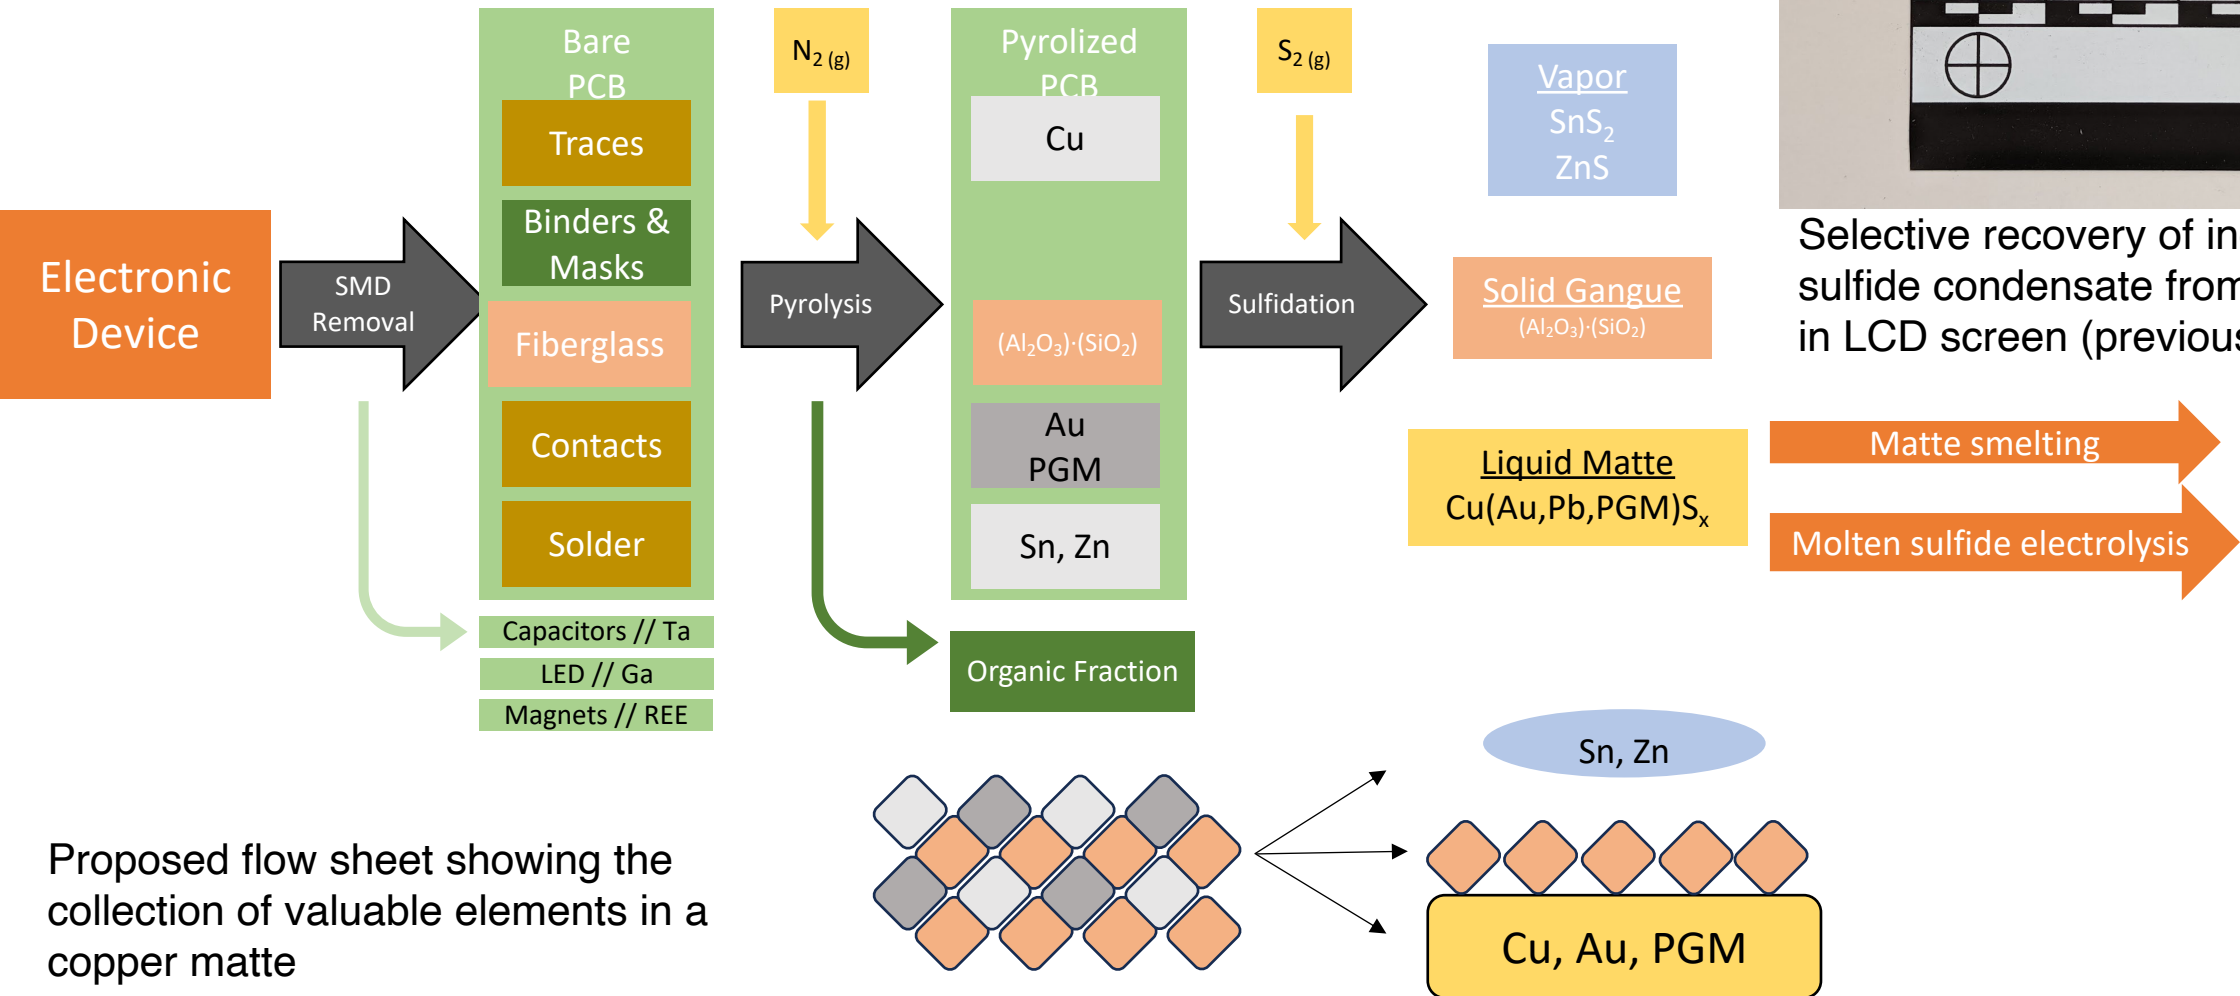 Electronic
Device
SMD
Removal
Bare
PCB
Traces
Binders &
Masks
Fiberglass
Contacts
Solder
Capacitors // Ta
LED // Ga
Magnets // REE
N2 (g)
Pyrolysis
Pyrolized
PCB
Cu
(Al2O3)·(SiO2)
Au
PGM
Sn, Zn
Organic Fraction
S2 (g)
Sulfidation
Vapor
SnS2
ZnS
Solid Gangue
(Al2O3)·(SiO2)
Liquid Matte
Cu(Au,Pb,PGM)Sx
Selective recovery of in
sulfide condensate from
in LCD screen (previous
Matte smelting
Molten sulfide electrolysis
Sn, Zn
Cu, Au, PGM
Proposed flow sheet showing the
collection of valuable elements in a
copper matte